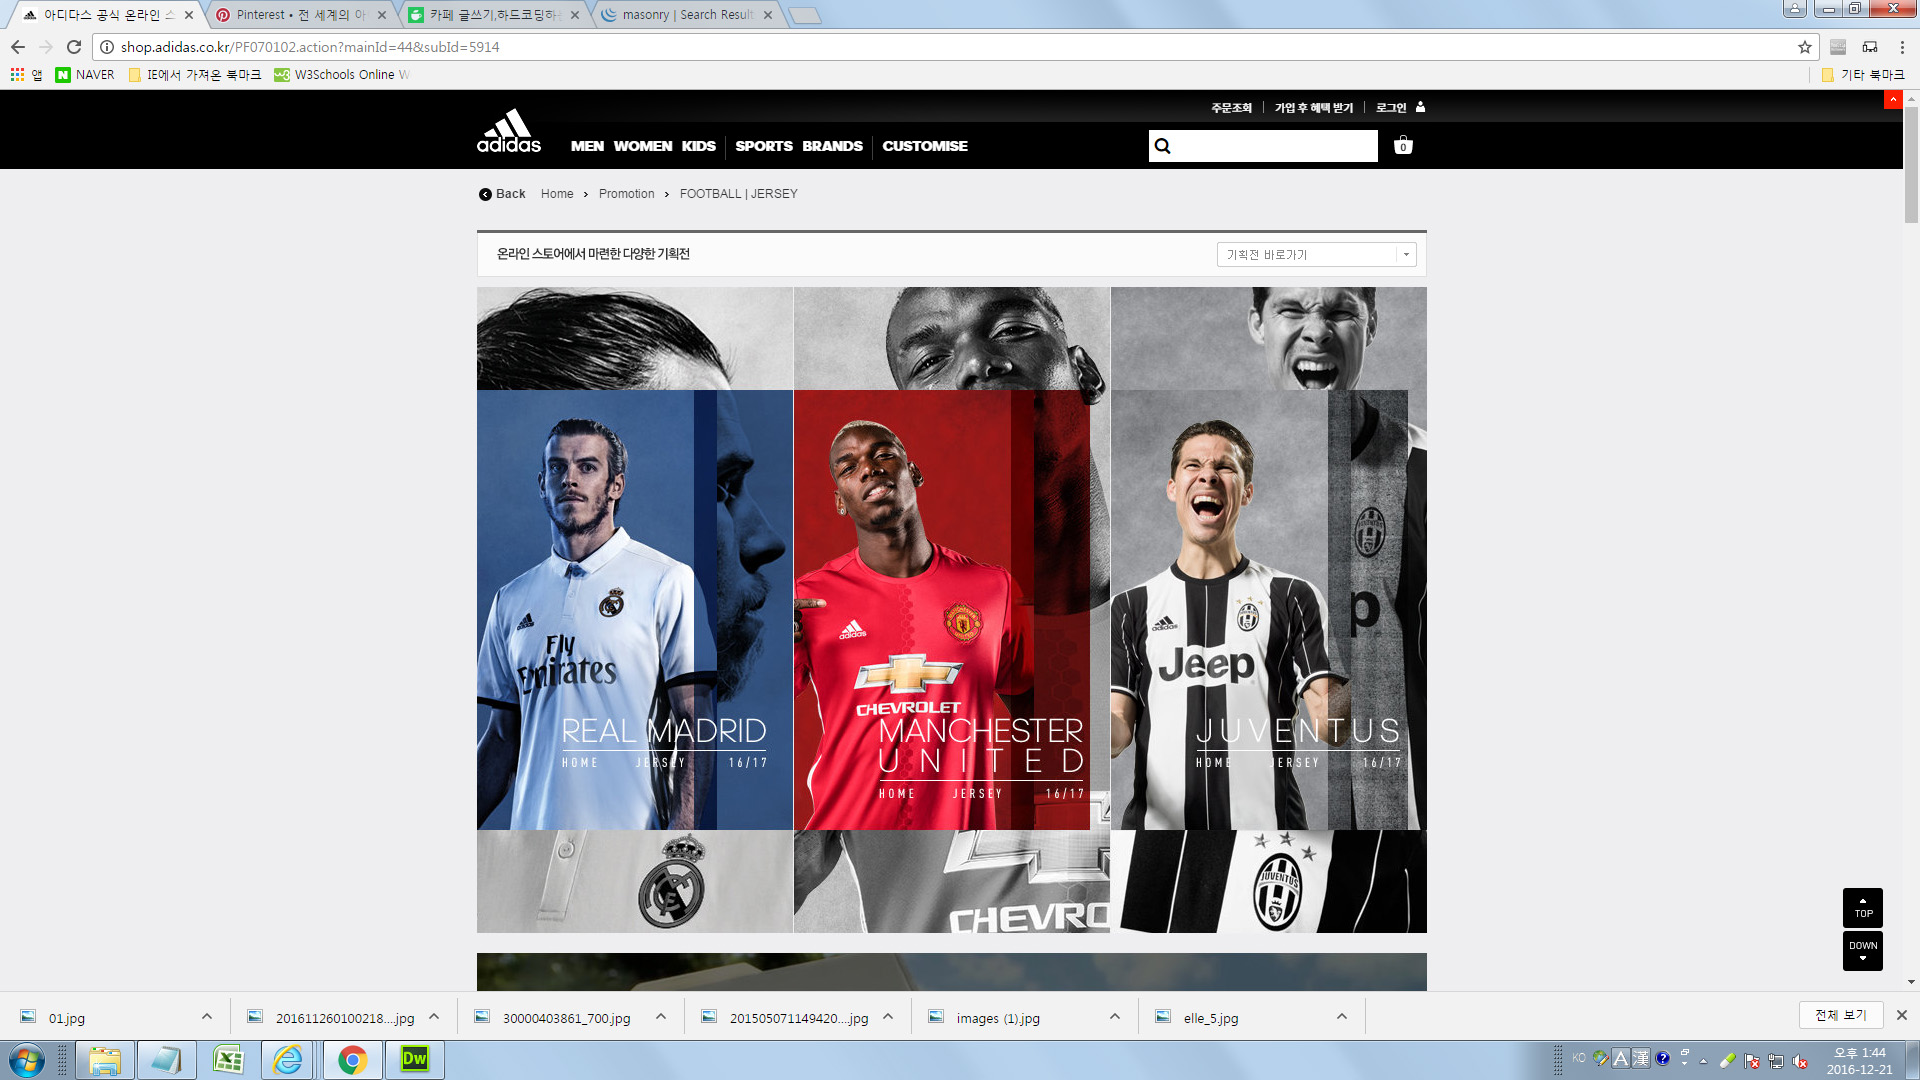 아디다스 공식 온라인 스
Pinterest • 전 세계의 아
카페 글쓰기,하드코딩하
masonry | Search Result
shop.adidas.co.kr/PF070102.action?mainId=44&subId=5914
앱
NAVER
IE에서 가져온 북마크
W3Schools Online W
기타 북마크
주문조회
가입 후 혜택 받기
로그인
adidas
MEN WOMEN KIDS SPORTS BRANDS CUSTOMISE
0
Back Home Promotion FOOTBALL | JERSEY
온라인 스토어에서 마련한 다양한 기획전
기획전 바로가기
Fly
Emirates
REAL MADRID
HOME JERSEY 16/17
adidas
CHEVROLET
MANCHESTER
UNITED
HOME JERSEY 16/17
adidas
Jeep
JUVENTUS
HOME JERSEY 16/17
CHEVRO
JUVENTUS
TOP
DOWN
01.jpg
201611260100218....jpg
30000403861_700.jpg
201505071149420....jpg
images (1).jpg
elle_5.jpg
전체 보기
Dw
KO
A
漢
오후 1:44
2016-12-21